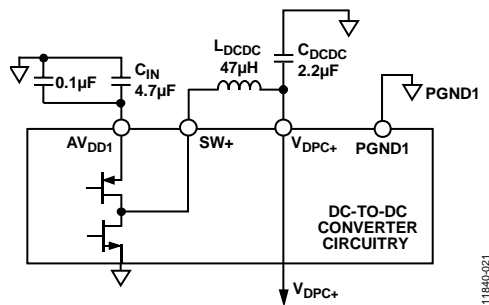 L_DCDC
47µH
C_DCDC
2.2µF
C_IN
4.7µF
0.1µF
PGND1
AV_DD1
SW+
V_DPC+
PGND1
DC-TO-DC
CONVERTER
CIRCUITRY
V_DPC+
11840-021